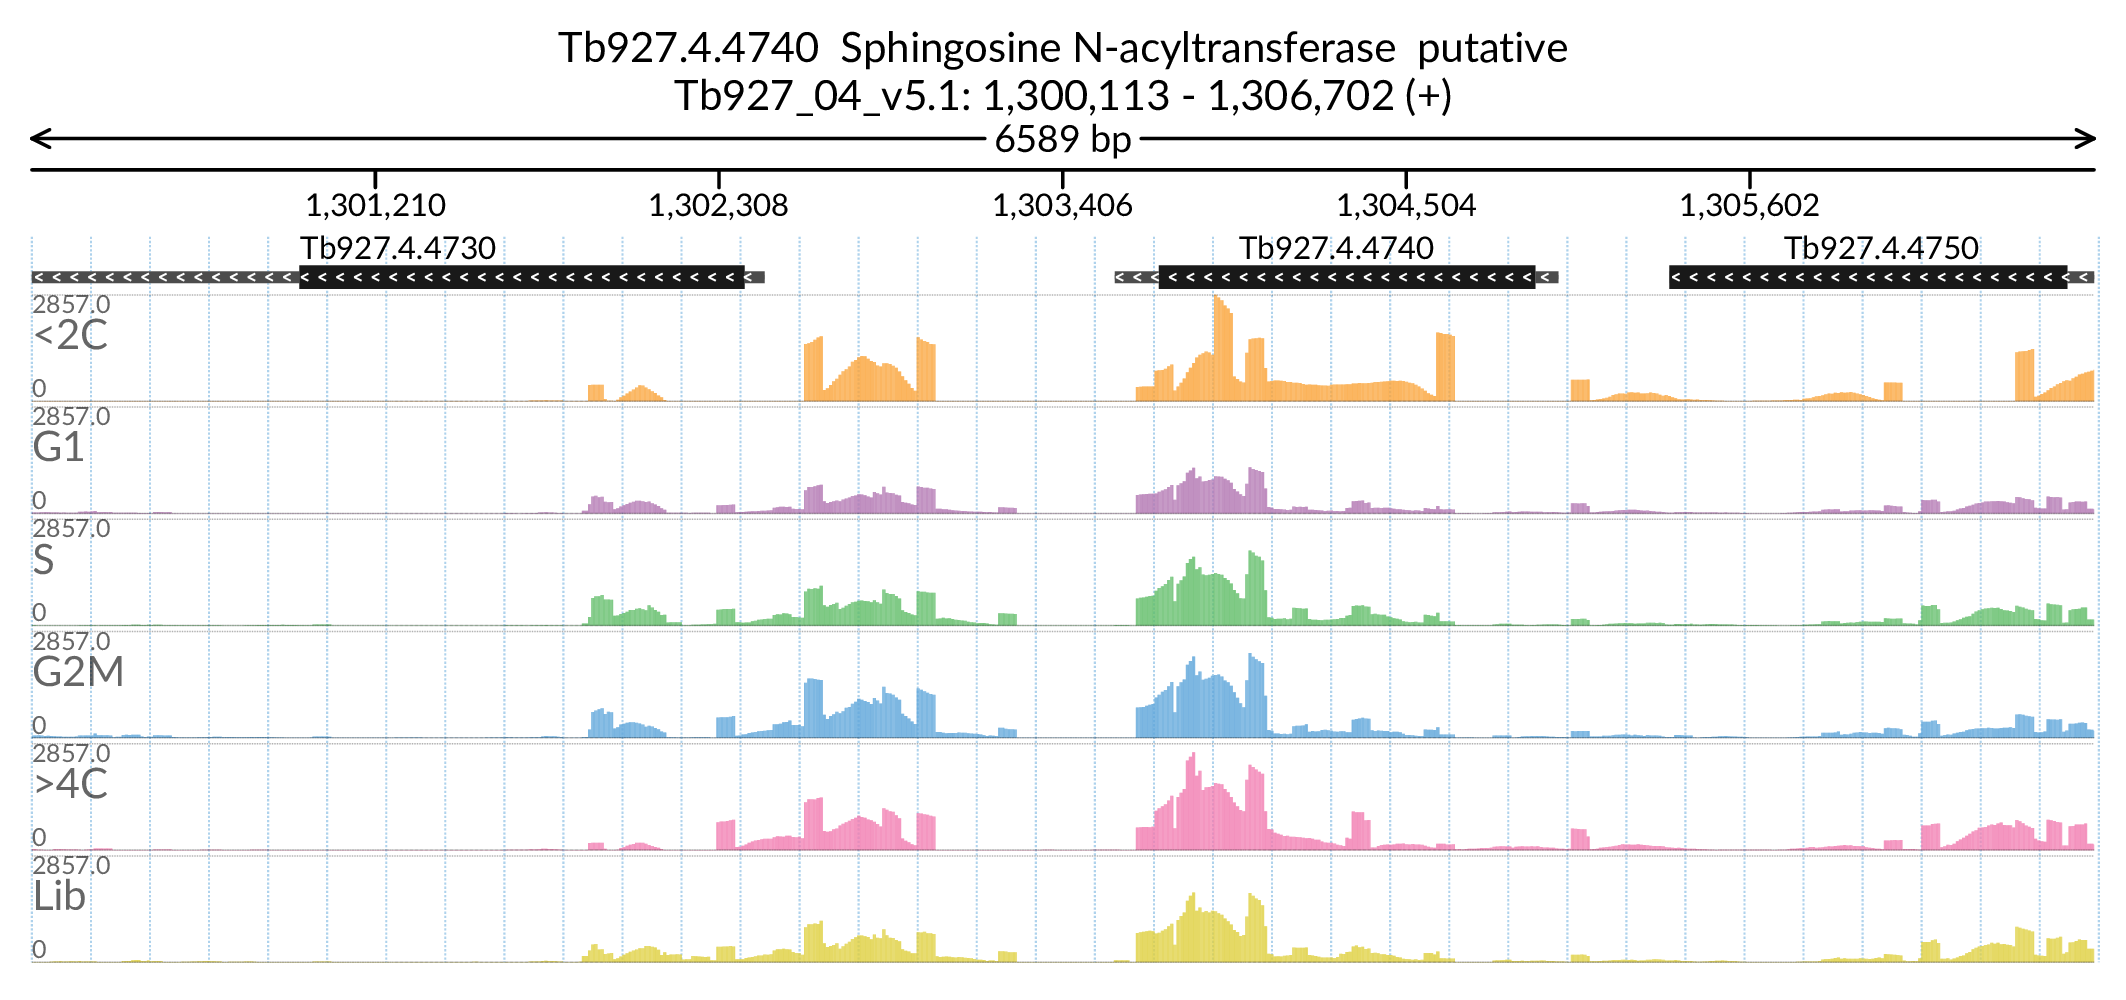 Tb927.4.4740  Sphingosine N-acyltransferase  putative
Tb927_04_v5.1: 1,300,113 - 1,306,702 (+)
6589 bp
1,301,210 1,302,308 1,303,406 1,304,504 1,305,602
Tb927.4.4730 Tb927.4.4740 Tb927.4.4750
2857.0
<2C
0
2857.0
G1
0
2857.0
S
0
2857.0
G2M
0
2857.0
>4C
0
2857.0
Lib
0